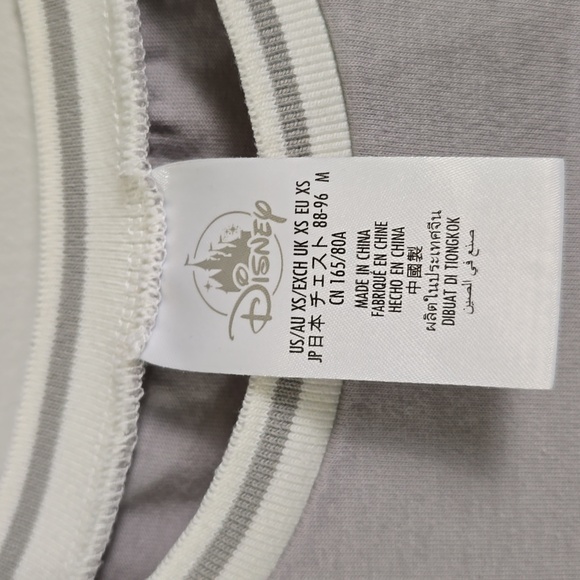 Disney
US/AU XS/EXCH UK XS EU XS
JP日本 チェスト 88-96 M
CN 165/80A
MADE IN CHINA
FABRIQUÉ EN CHINE
HECHO EN CHINA
中國製
ผลิตในประเทศจีน
DIBUAT DI TIONGKOK
صنع في الصين